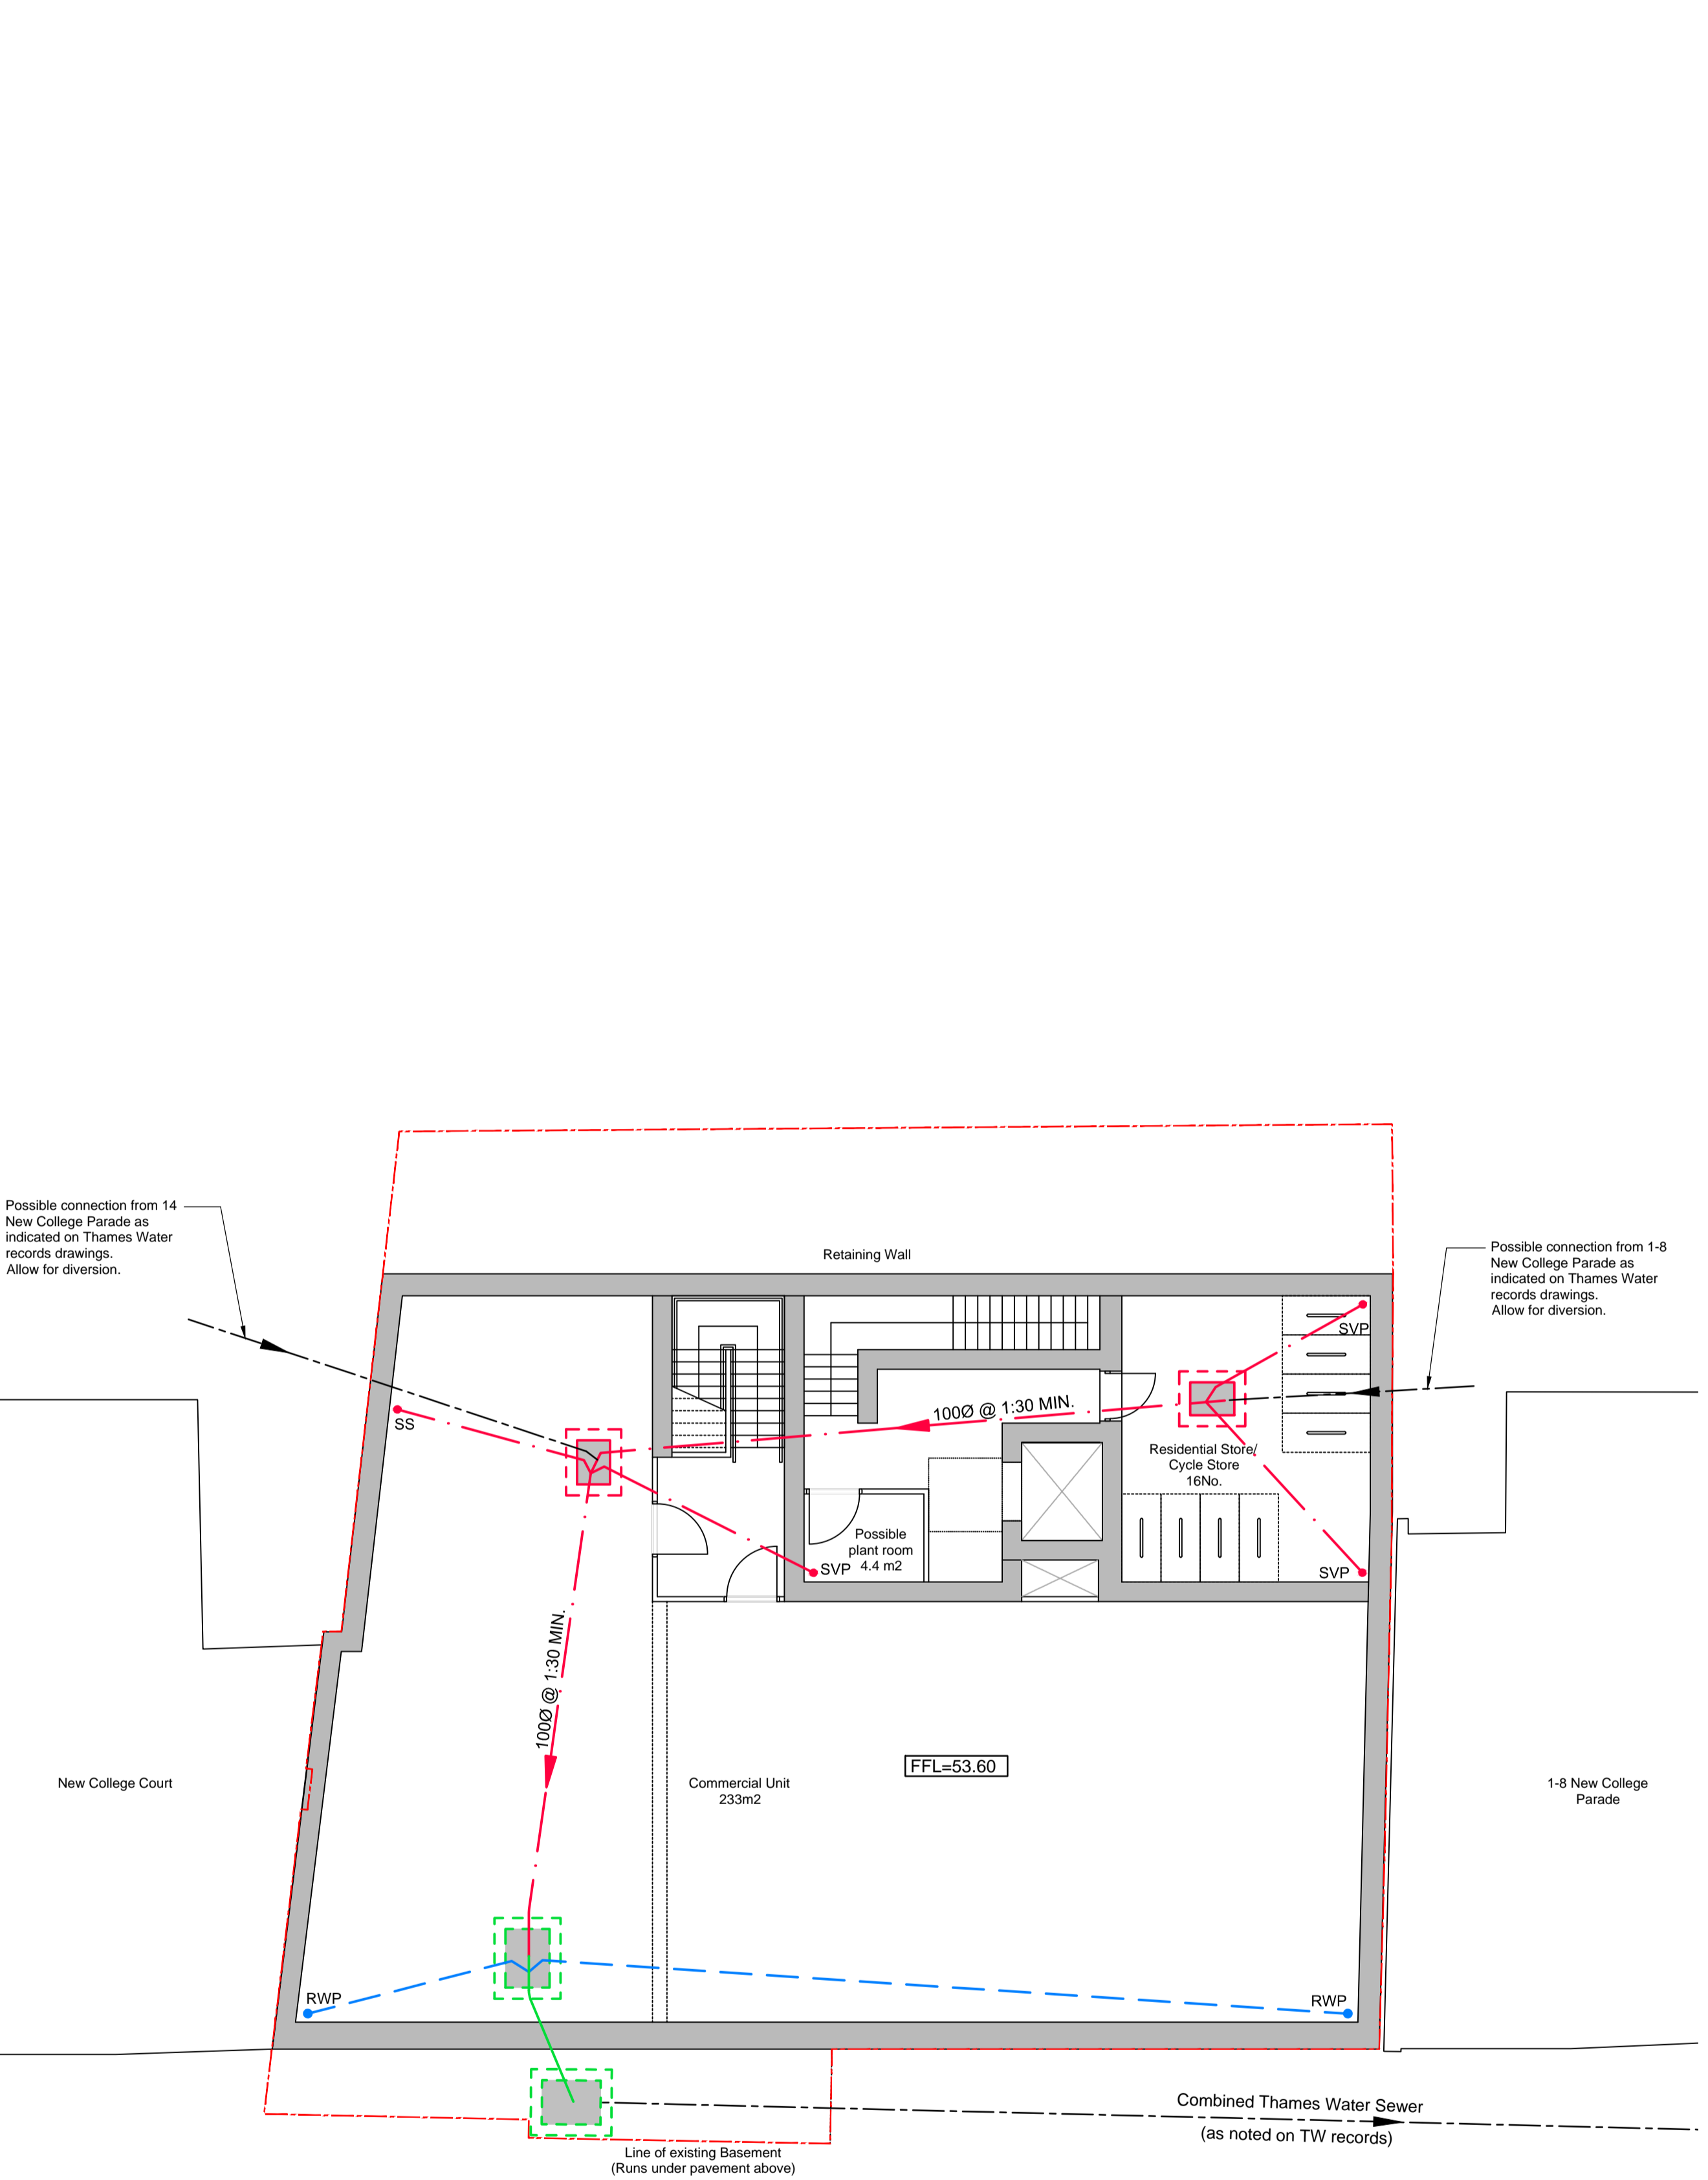 Retaining Wall
Possible connection from 14
New College Parade as
indicated on Thames Water
records drawings.
Allow for diversion.
Possible connection from 1-8
New College Parade as
indicated on Thames Water
records drawings.
Allow for diversion.
SVP
SS
100Ø @ 1:30 MIN.
Residential Store/
Cycle Store
16No.
Possible
plant room
4.4 m2
SVP
SVP
100Ø @ 1:30 MIN.
FFL=53.60
New College Court
Commercial Unit
233m2
1-8 New College
Parade
RWP
RWP
Combined Thames Water Sewer
(as noted on TW records)
Line of existing Basement
(Runs under pavement above)